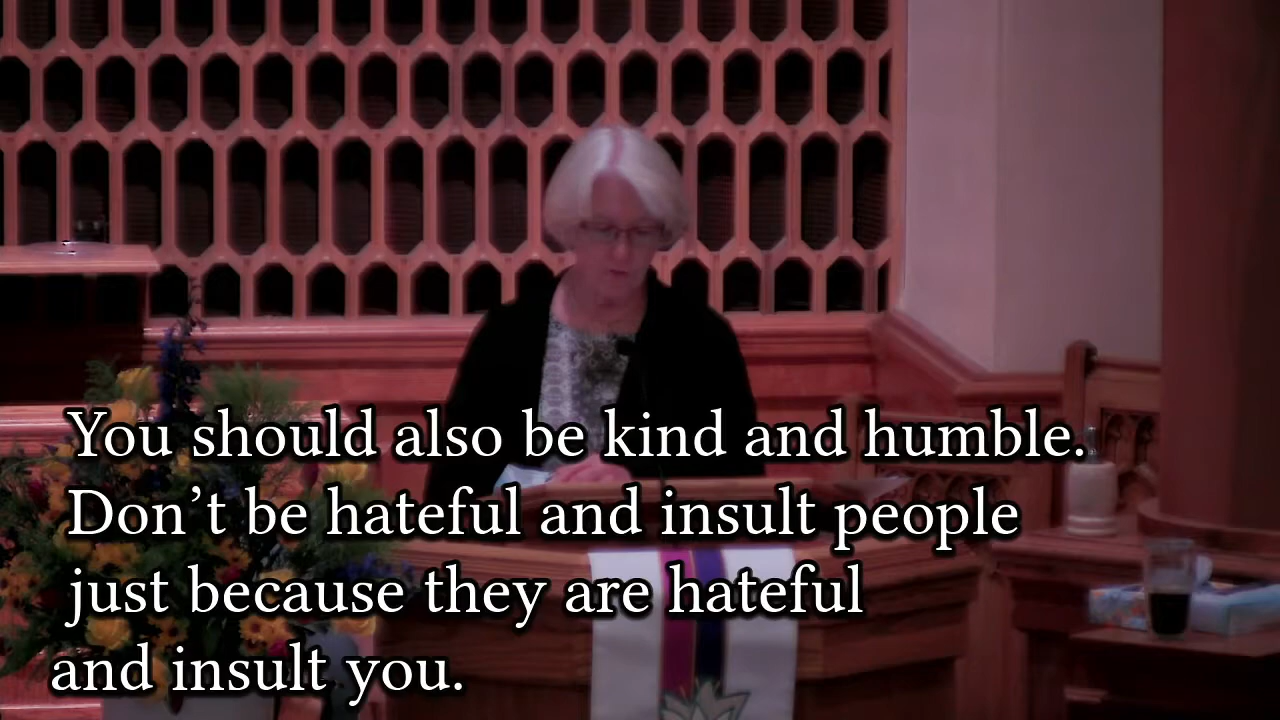 You should also be kind and humble.
Don’t be hateful and insult people
just because they are hateful
and insult you.